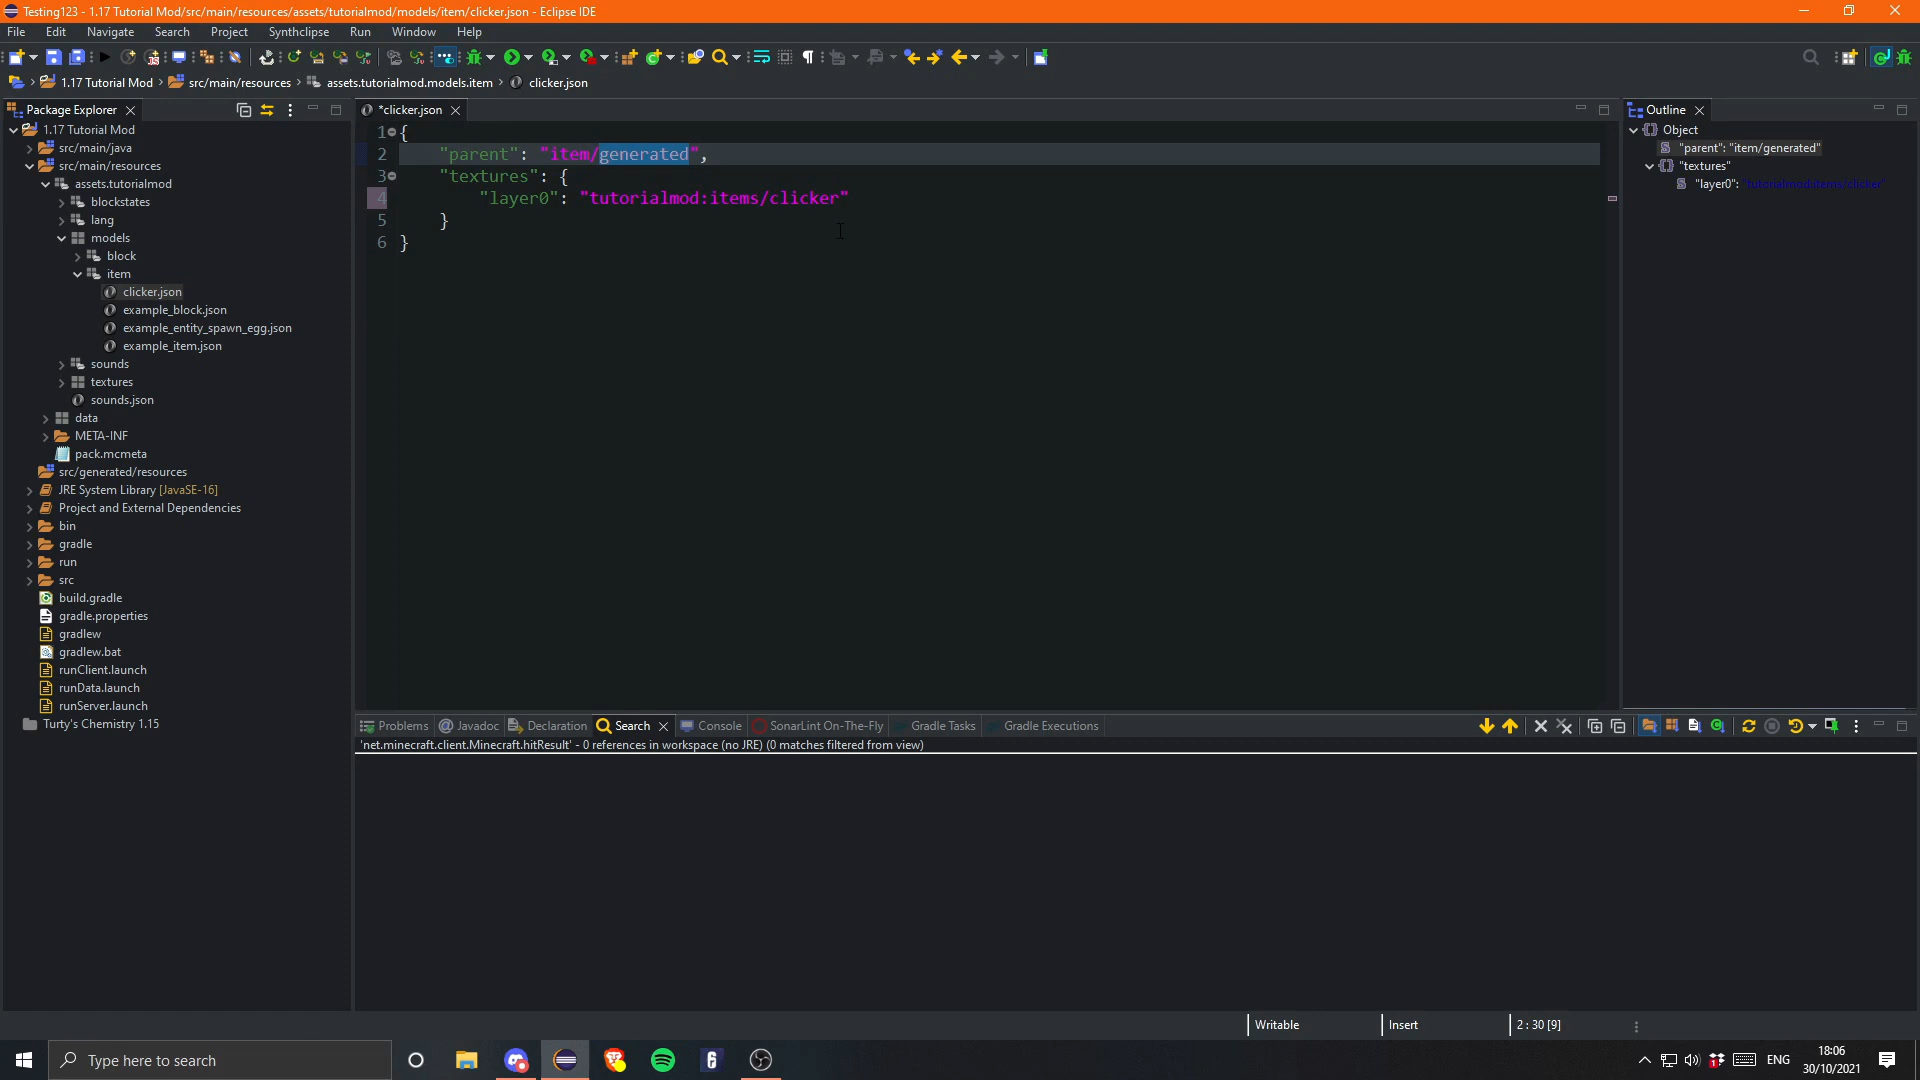 Testing123 - 1.17 Tutorial Mod/src/main/resources/assets/tutorialmod/models/item/clicker.json - Eclipse IDE
File Edit Navigate Search Project Synthclipse Run Window Help
1.17 Tutorial Mod src/main/resources assets.tutorialmod.models.item clicker.json
Package Explorer
1.17 Tutorial Mod
src/main/java
src/main/resources
assets.tutorialmod
blockstates
lang
models
block
item
clicker.json
example_block.json
example_entity_spawn_egg.json
example_item.json
sounds
textures
sounds.json
data
META-INF
pack.mcmeta
src/generated/resources
JRE System Library [JavaSE-16]
Project and External Dependencies
bin
gradle
run
src
build.gradle
gradle.properties
gradlew
gradlew.bat
runClient.launch
runData.launch
runServer.launch
Turty's Chemistry 1.15
*clicker.json
1 {
2 "parent": "item/generated",
3 "textures": {
4 "layer0": "tutorialmod:items/clicker"
5 }
6 }
Outline
Object
"parent": "item/generated"
"textures"
"layer0": "tutorialmod:items/clicker"
Problems Javadoc Declaration Search Console SonarLint On-The-Fly Gradle Tasks Gradle Executions
'net.minecraft.client.Minecraft.hitResult' - 0 references in workspace (no JRE) (0 matches filtered from view)
Writable Insert 2 : 30 [9]
Type here to search
ENG
18:06
30/10/2021